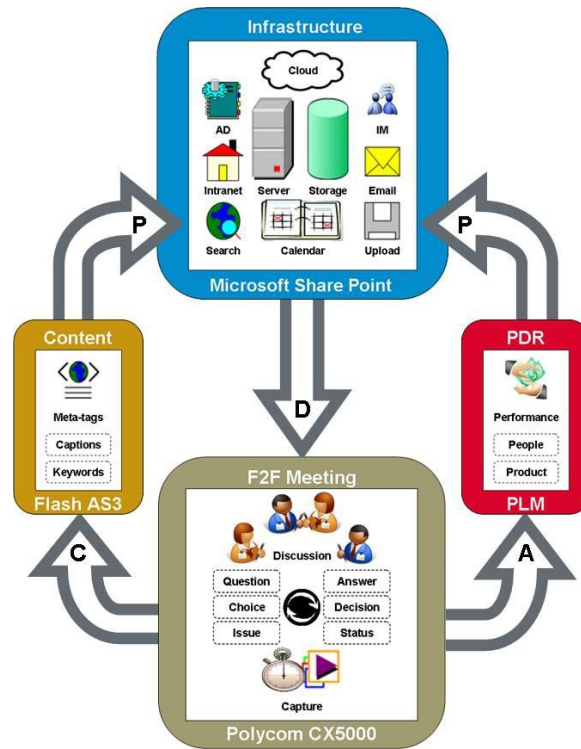 Infrastructure
Cloud
AD
IM
Intranet
Server
Storage
Email
Search
Calendar
Upload
Microsoft Share Point
P
P
Content
Meta-tags
Captions
Keywords
Flash AS3
PDR
Performance
People
Product
PLM
D
C
A
F2F Meeting
Discussion
Question
Answer
Choice
Decision
Issue
Status
Capture
Polycom CX5000